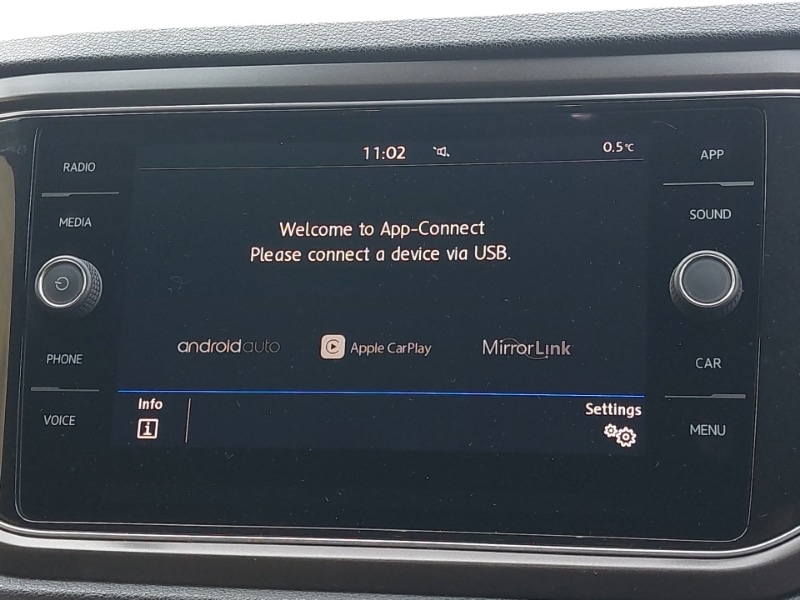 RADIO
MEDIA
PHONE
VOICE
11:02
0.5°C
Welcome to App-Connect
Please connect a device via USB.
androidauto
Apple CarPlay
MirrorLink
Info
i
Settings
APP
SOUND
CAR
MENU